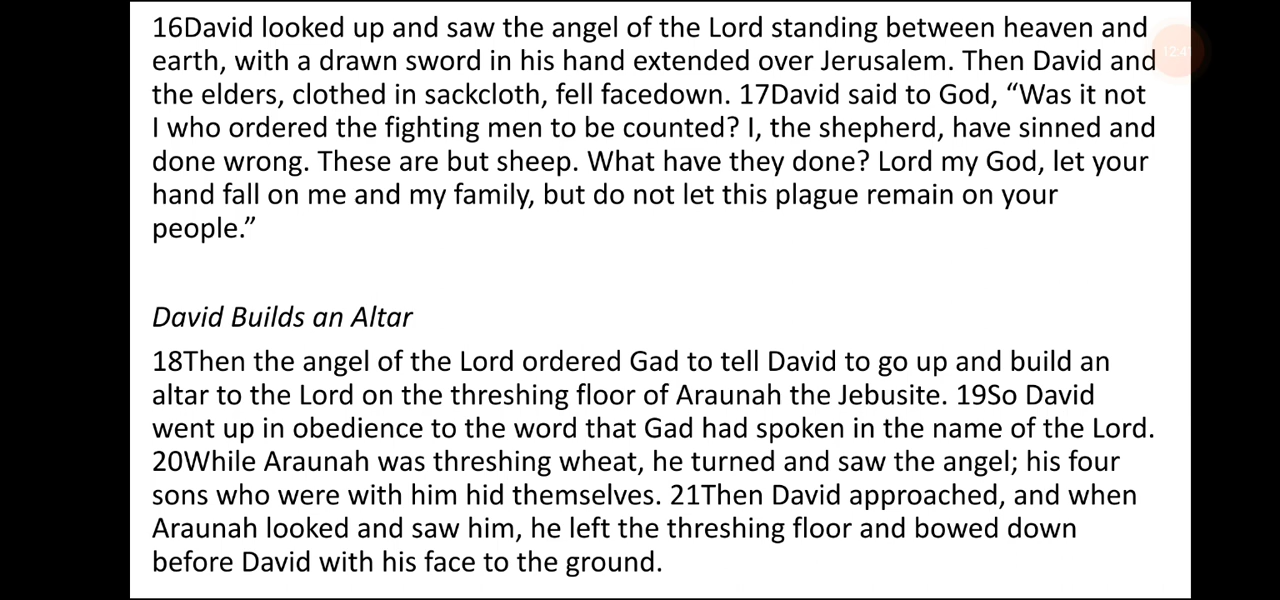 16David looked up and saw the angel of the Lord standing between heaven and
earth, with a drawn sword in his hand extended over Jerusalem. Then David and
the elders, clothed in sackcloth, fell facedown. 17David said to God, “Was it not
I who ordered the fighting men to be counted? I, the shepherd, have sinned and
done wrong. These are but sheep. What have they done? Lord my God, let your
hand fall on me and my family, but do not let this plague remain on your
people.”
David Builds an Altar
18Then the angel of the Lord ordered Gad to tell David to go up and build an
altar to the Lord on the threshing floor of Araunah the Jebusite. 19So David
went up in obedience to the word that Gad had spoken in the name of the Lord.
20While Araunah was threshing wheat, he turned and saw the angel; his four
sons who were with him hid themselves. 21Then David approached, and when
Araunah looked and saw him, he left the threshing floor and bowed down
before David with his face to the ground.